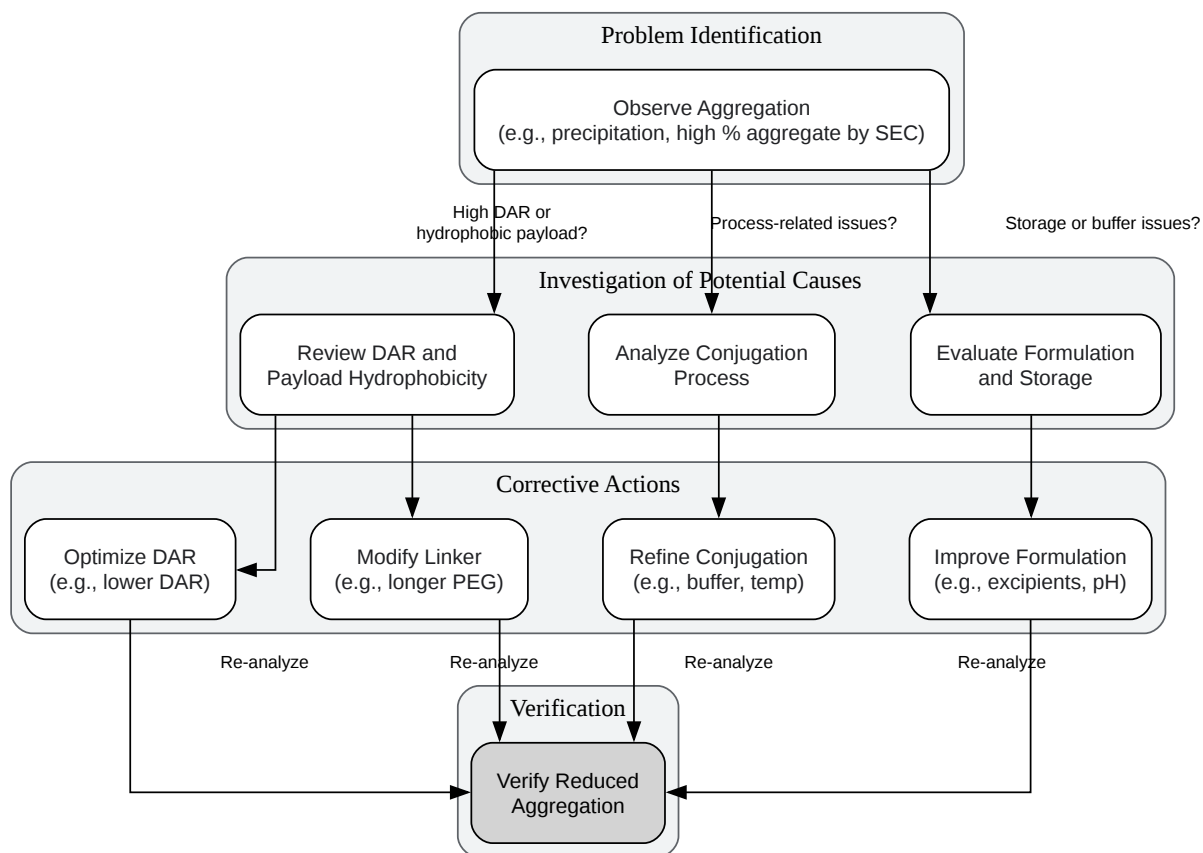 Problem Identification
Observe Aggregation
(e.g., precipitation, high % aggregate by SEC)
High DAR or
hydrophobic payload?
Process-related issues?
Storage or buffer issues?
Investigation of Potential Causes
Review DAR and
Payload Hydrophobicity
Analyze Conjugation
Process
Evaluate Formulation
and Storage
Corrective Actions
Optimize DAR
(e.g., lower DAR)
Modify Linker
(e.g., longer PEG)
Refine Conjugation
(e.g., buffer, temp)
Improve Formulation
(e.g., excipients, pH)
Re-analyze
Re-analyze
Re-analyze
Re-analyze
Verification
Verify Reduced
Aggregation